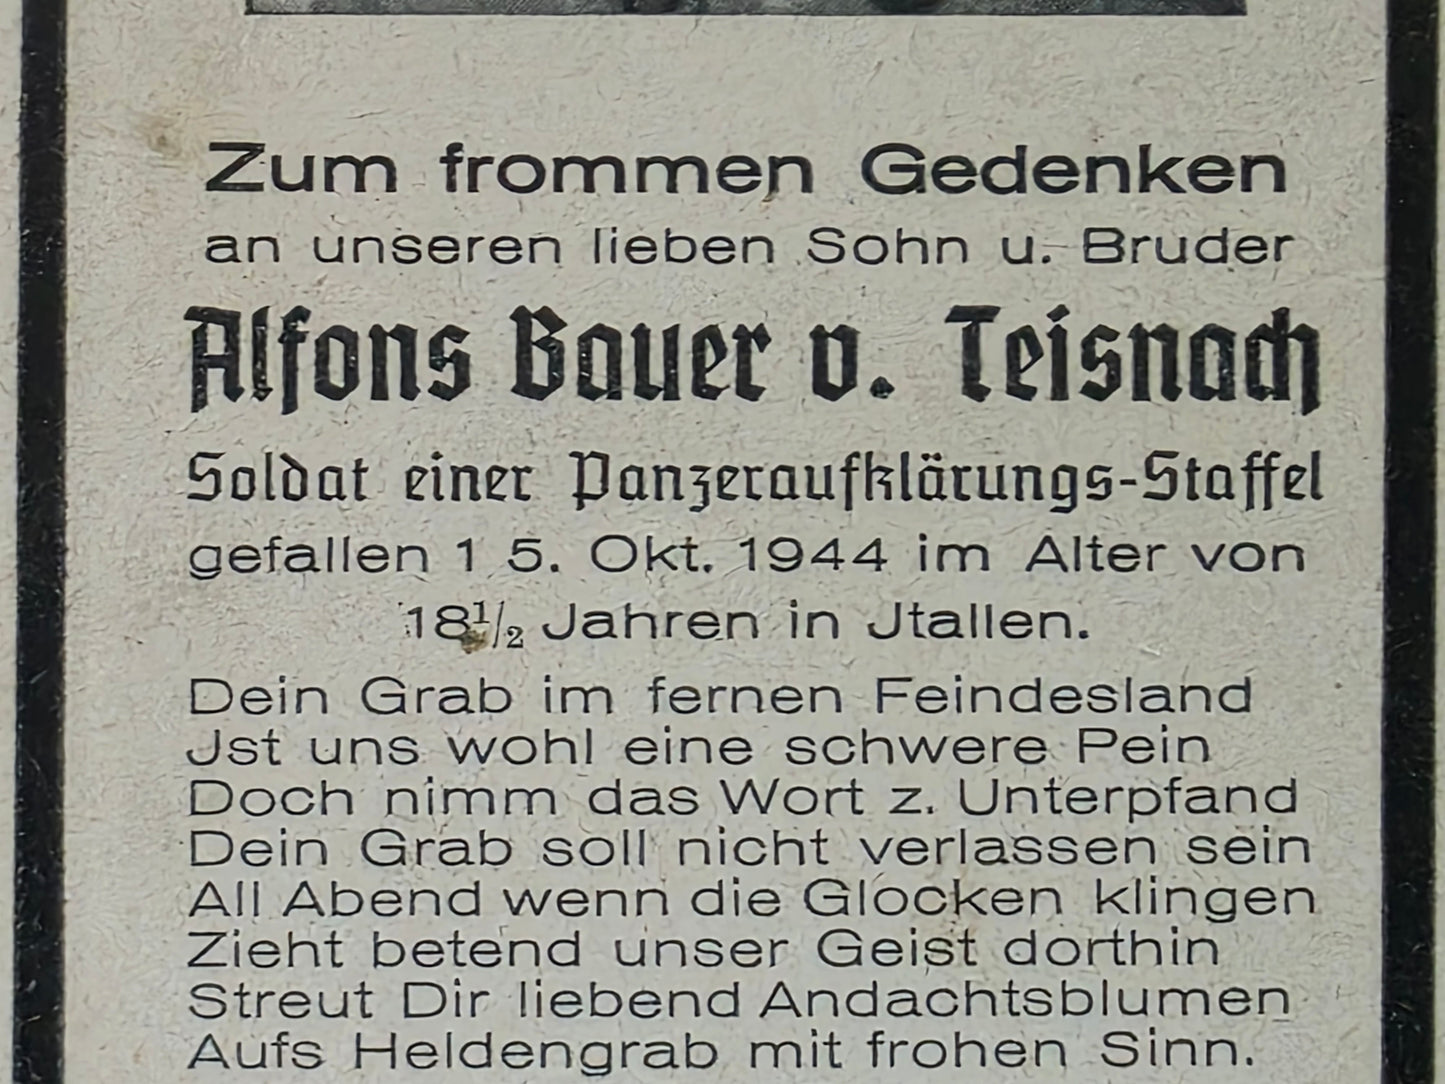 Zum frommen Gedenken
an unseren lieben Sohn u. Bruder
Alfons Bauer v. Teisnach
Soldat einer Panzeraufklärungs-Staffel
gefallen 1 5. Okt. 1944 im Alter von
18½ Jahren in Jtallen.
Dein Grab im fernen Feindesland
Jst uns wohl eine schwere Pein
Doch nimm das Wort z. Unterpfand
Dein Grab soll nicht verlassen sein
All Abend wenn die Glocken klingen
Zieht betend unser Geist dorthin
Streut Dir liebend Andachtsblumen
Aufs Heldengrab mit frohen Sinn.